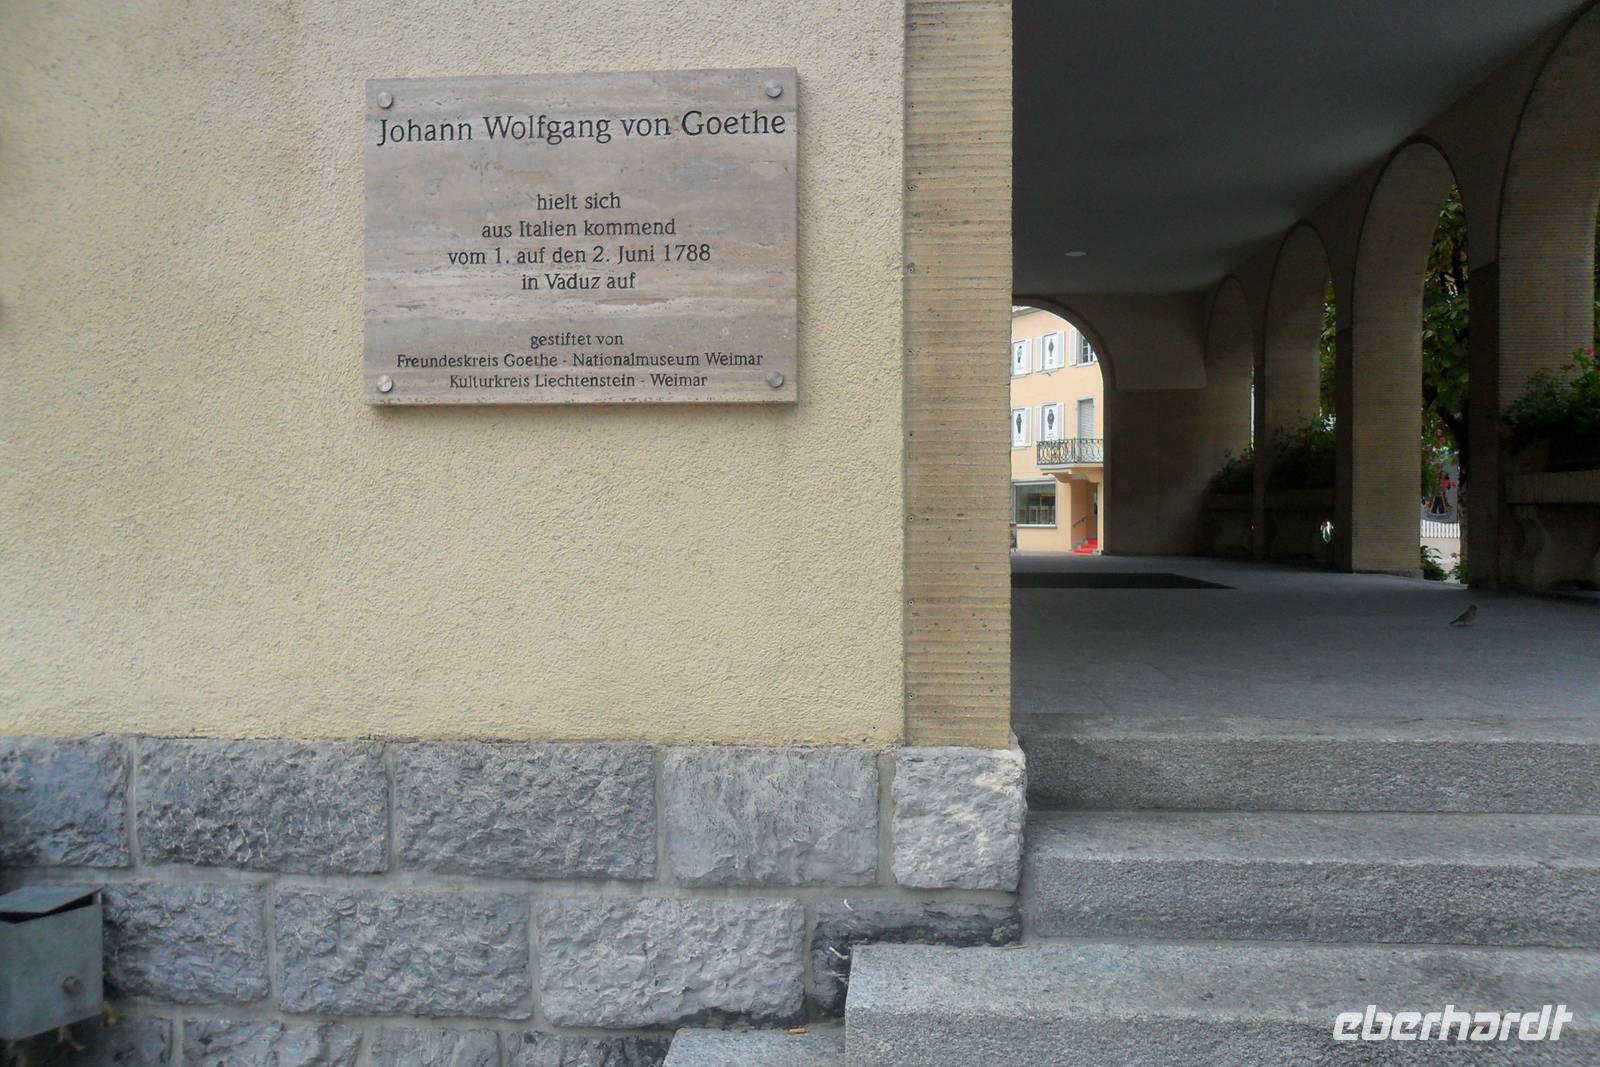 Johann Wolfgang von Goethe
hielt sich
aus Italien kommend
vom 1. auf den 2. Juni 1788
in Vaduz auf
gestiftet von
Freundeskreis Goethe - Nationalmuseum Weimar
Kulturkreis Liechtenstein - Weimar
eberhardt